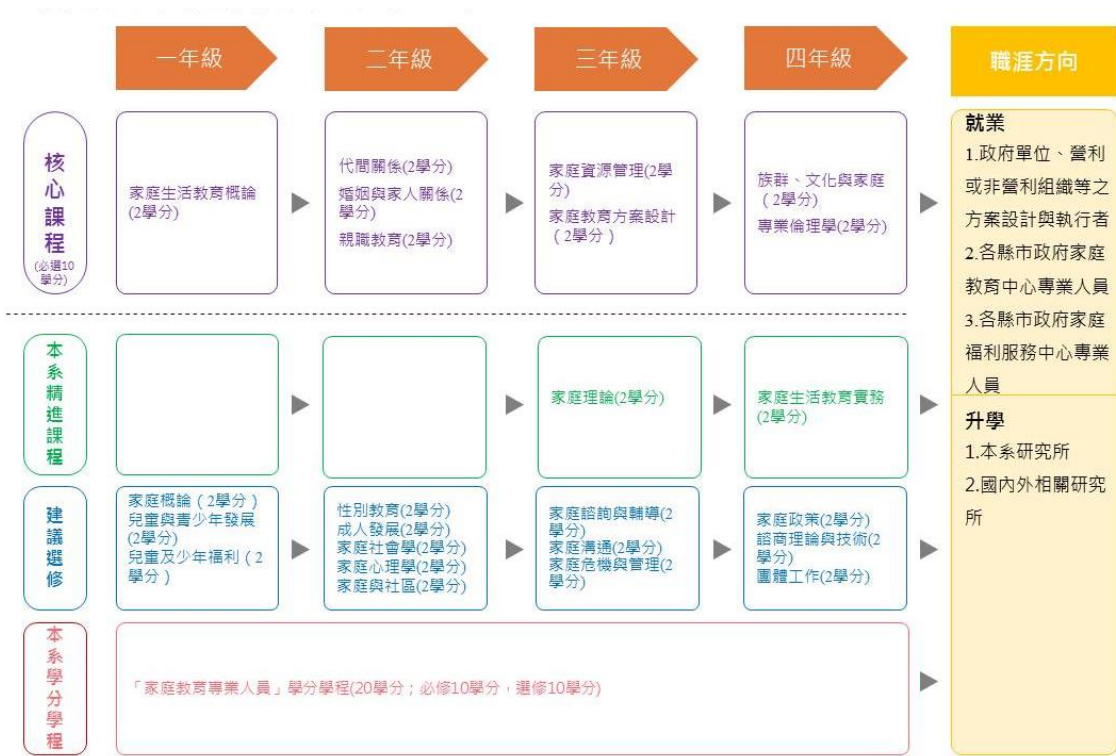 一年級
二年級
三年級
四年級
職涯方向
核心課程
(必選10
學分)
家庭生活教育概論
(2學分)
代間關係(2學分)
婚姻與家人關係(2
學分)
親職教育(2學分)
家庭資源管理(2學
分)
家庭教育方案設計
(2學分)
族群、文化與家庭
(2學分)
專業倫理學(2學分)
就業
1.政府單位、營利
或非營利組織等之
方案設計與執行者
2.各縣市政府家庭
教育中心專業人員
3.各縣市政府家庭
福利服務中心專業
人員
本系精進課程
家庭理論(2學分)
家庭生活教育實務
(2學分)
升學
1.本系研究所
2.國內外相關研究
所
建議選修
家庭概論(2學分)
兒童與青少年發展
(2學分)
兒童及少年福利(2
學分)
性別教育(2學分)
成人發展(2學分)
家庭社會學(2學分)
家庭心理學(2學分)
家庭與社區(2學分)
家庭諮詢與輔導(2
學分)
家庭溝通(2學分)
家庭危機與管理(2
學分)
家庭政策(2學分)
諮商理論與技術(2
學分)
團體工作(2學分)
本系學分學程
「家庭教育專業人員」學分學程(20學分；必修10學分，選修10學分)